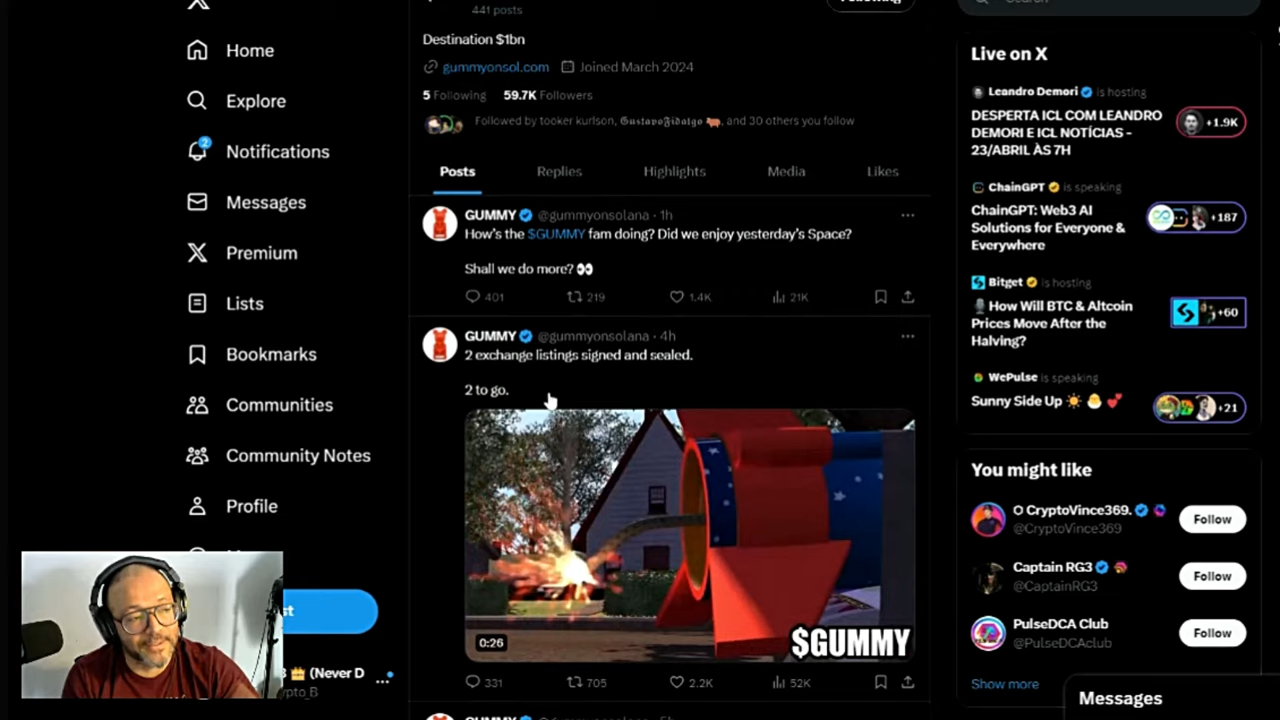 441 posts
Following
Search
Destination $1bn
gummyonsol.com Joined March 2024
5 Following 59.7K Followers
Followed by tooker kurlson, 𝕲𝖚𝖘𝖙𝖆𝖛𝖔𝕱𝖎𝖉𝖆𝖑𝖌𝖔 🐂, and 30 others you follow
Posts Replies Highlights Media Likes
Home
Explore
2
Notifications
Messages
Premium
Lists
Bookmarks
Communities
Community Notes
Profile
GUMMY @gummyonsolana · 1h
How's the $GUMMY fam doing? Did we enjoy yesterday's Space?
Shall we do more? 👀
401 219 1.4K 21K
GUMMY @gummyonsolana · 4h
2 exchange listings signed and sealed.
2 to go.
0:26
$GUMMY
331 705 2.2K 52K
GUMMY
(Never D
Live on X
Leandro Demori is hosting
DESPERTA ICL COM LEANDRO
DEMORI E ICL NOTÍCIAS -
23/ABRIL ÀS 7H
+1.9K
ChainGPT is speaking
ChainGPT: Web3 AI
Solutions for Everyone &
Everywhere
+187
Bitget is hosting
🎙️How Will BTC & Altcoin
Prices Move After the
Halving?
+60
WePulse is speaking
Sunny Side Up ☀️ 🐣 💕
+21
You might like
O CryptoVince369.
@CryptoVince369
Follow
Captain RG3
@CaptainRG3
Follow
PulseDCA Club
@PulseDCAclub
Follow
Show more
Messages